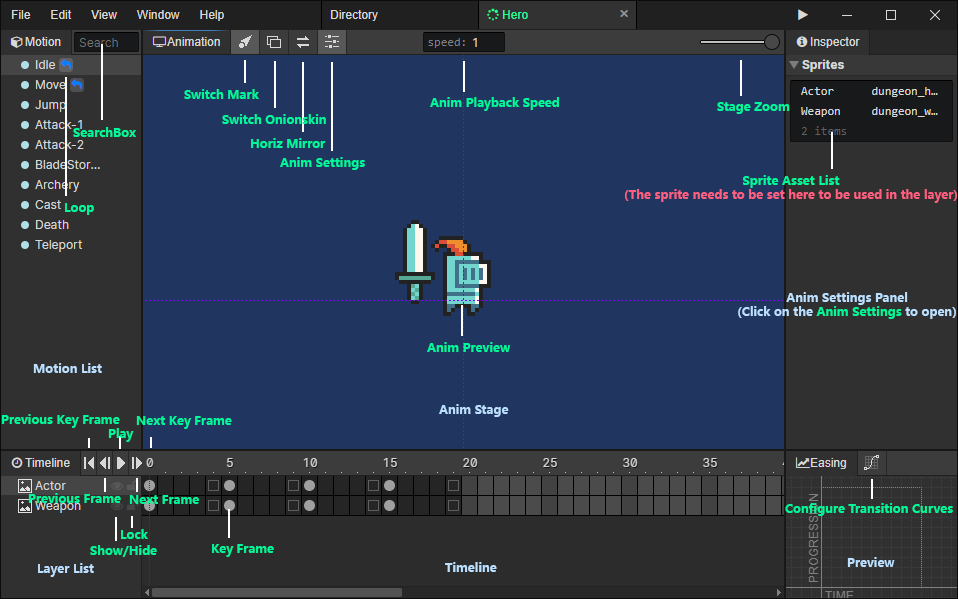 File Edit View Window Help Directory Hero
Motion Search Animation speed: 1 Inspector
Idle
Move
Jump
Attack-1
Attack-2
BladeStor...
Archery
Cast
Death
Teleport
SearchBox
Loop
Switch Mark
Switch Onionskin
Horiz Mirror
Anim Settings
Anim Playback Speed
Stage Zoom
Sprites
Actor dungeon_h...
Weapon dungeon_w...
2 items
Sprite Asset List
(The sprite needs to be set here to be used in the layer)
Anim Settings Panel
(Click on the Anim Settings to open)
Anim Preview
Motion List
Anim Stage
Previous Key Frame Next Key Frame
Play
Timeline 0 5 10 15 20 25 30 35 Easing
Actor
Weapon
Previous Frame Next Frame
Lock
Show/Hide
Key Frame
Layer List
Timeline
Configure Transition Curves
PROGRESSION
Preview
TIME